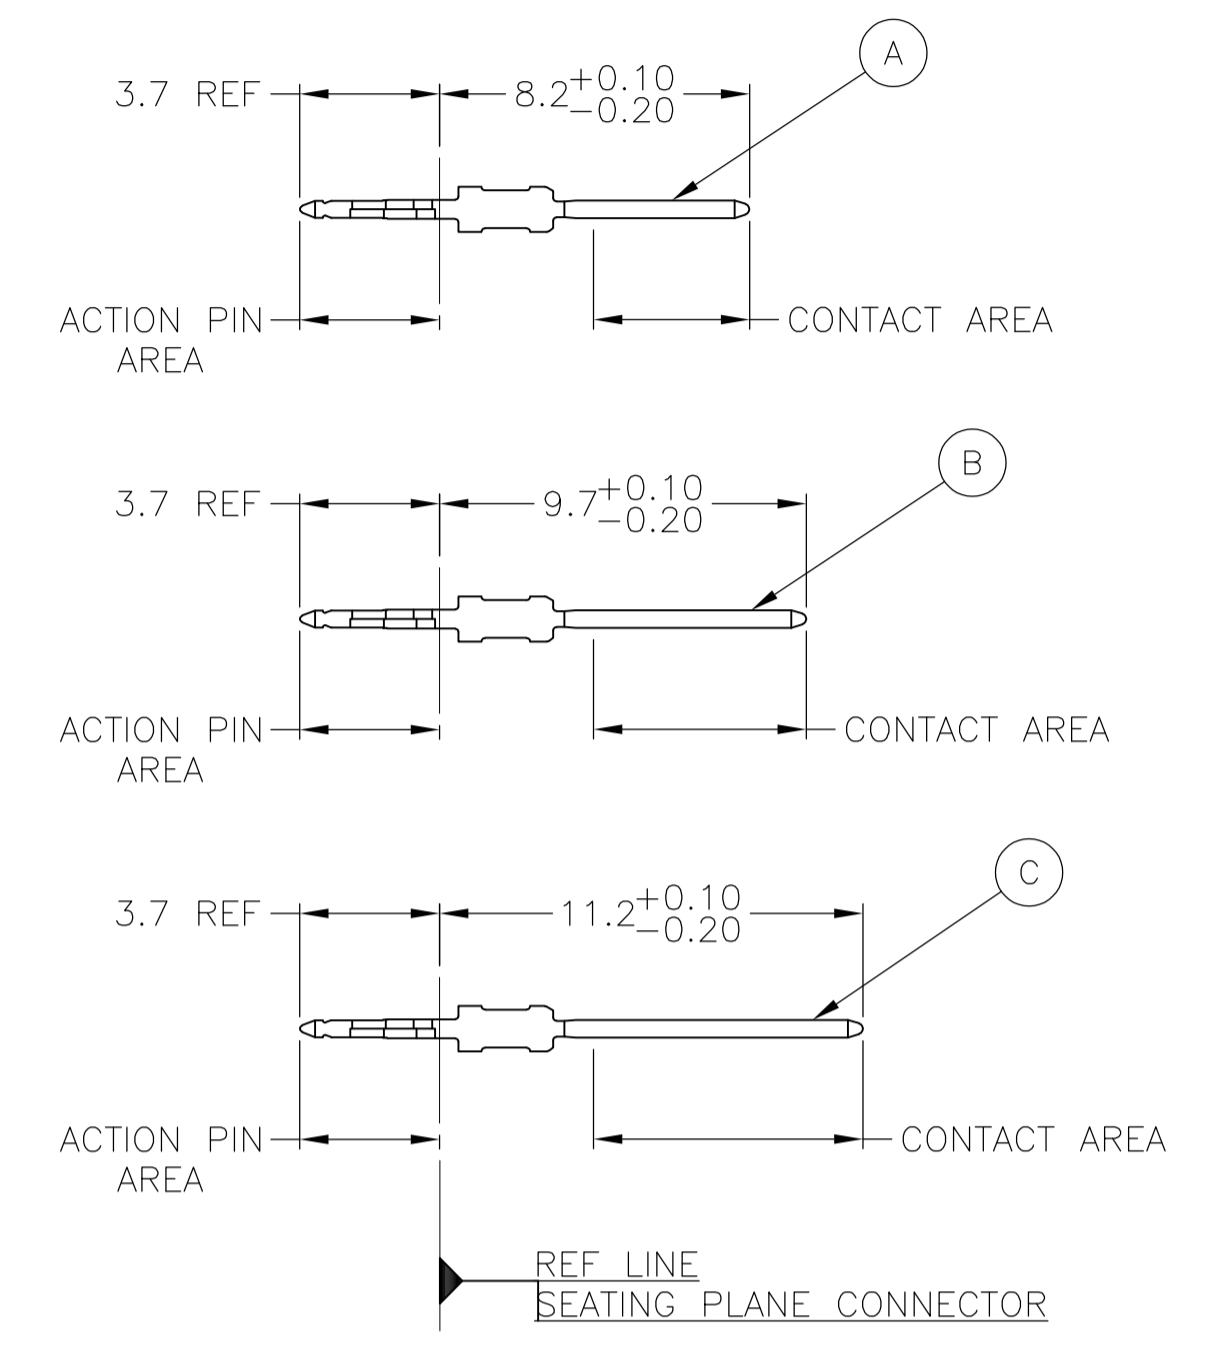 A
3.7 REF
8.2 +0.10
-0.20
ACTION PIN
AREA
CONTACT AREA
B
3.7 REF
9.7 +0.10
-0.20
ACTION PIN
AREA
CONTACT AREA
C
3.7 REF
11.2 +0.10
-0.20
ACTION PIN
AREA
CONTACT AREA
REF LINE
SEATING PLANE CONNECTOR